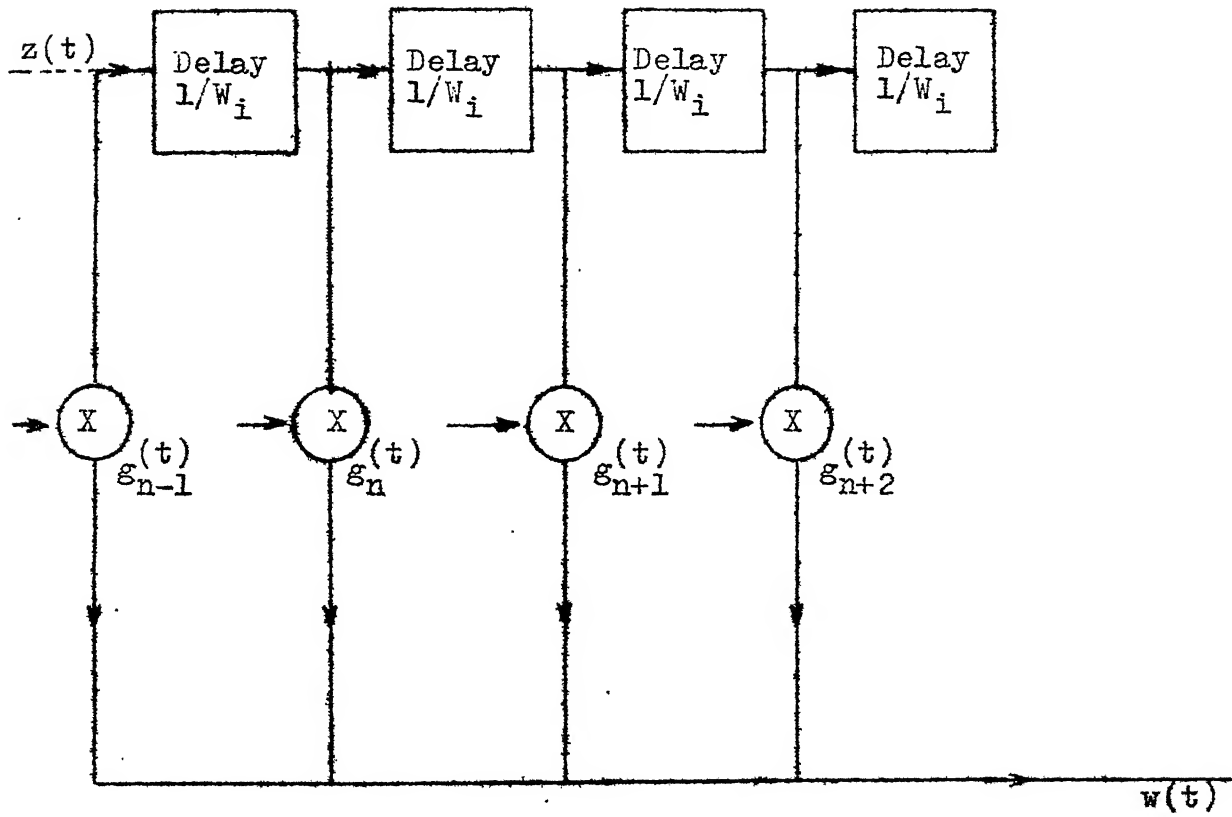 z(t)
Delay
1/W_i
Delay
1/W_i
Delay
1/W_i
Delay
1/W_i
X
X
X
X
g_{n-1}(t)
g_n(t)
g_{n+1}(t)
g_{n+2}(t)
w(t)